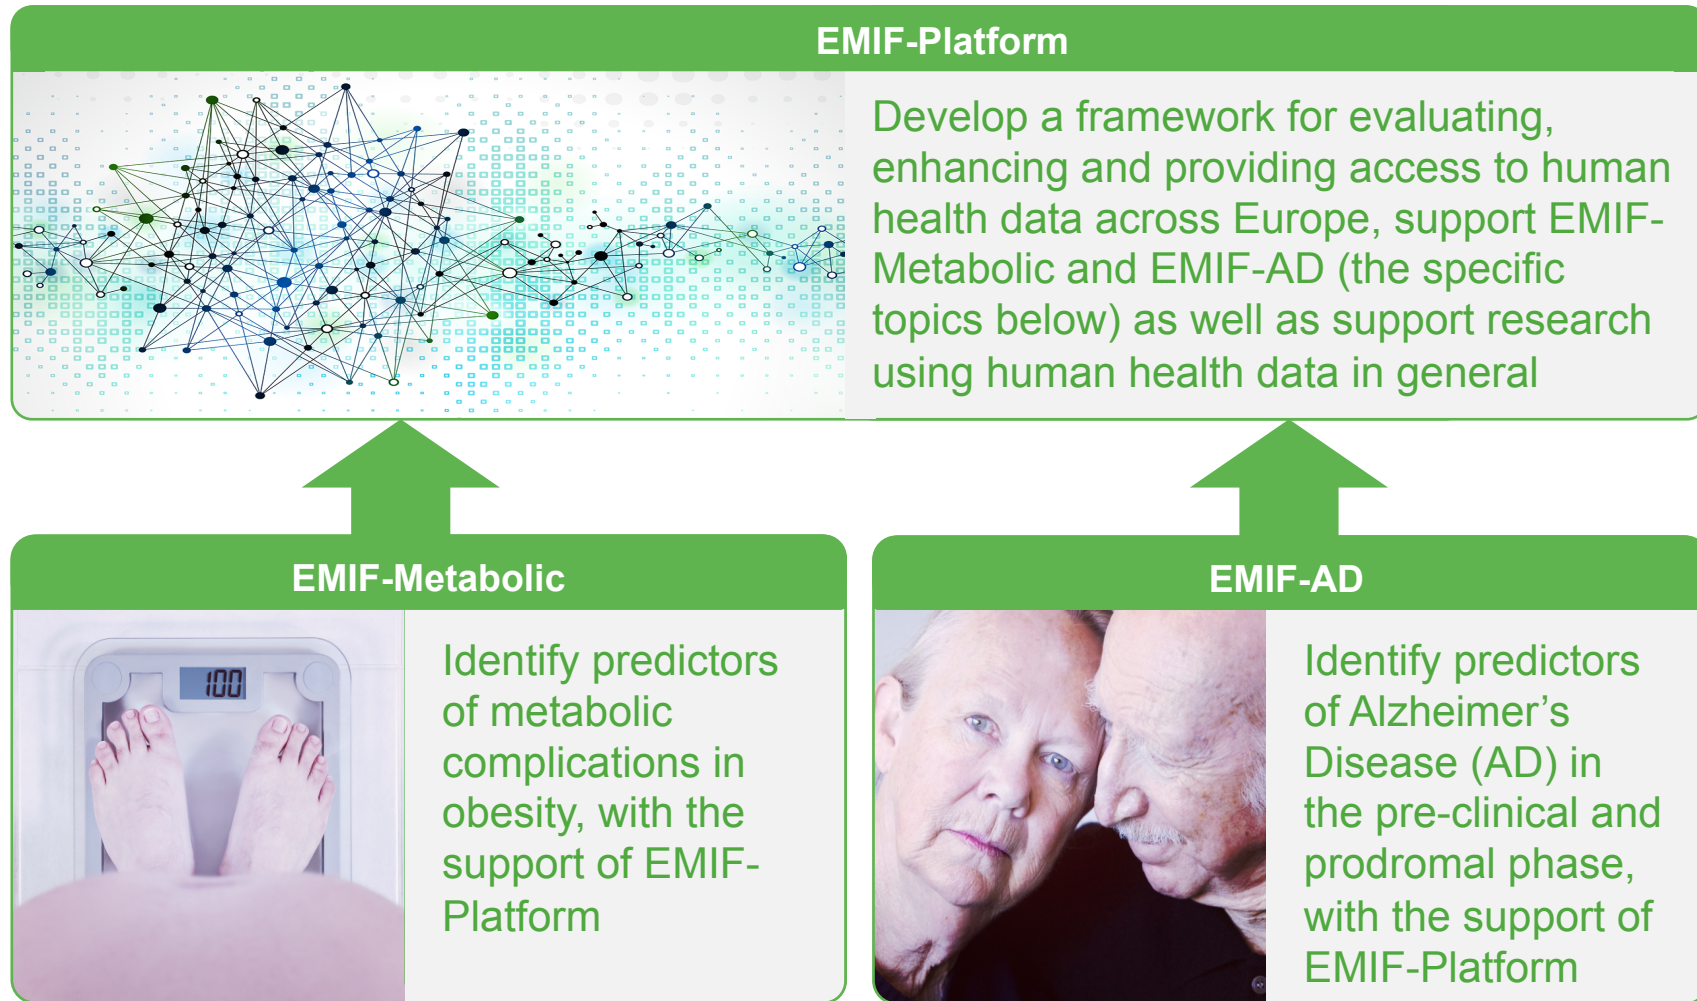 EMIF-Platform
Develop a framework for evaluating,
enhancing and providing access to human
health data across Europe, support EMIF-
Metabolic and EMIF-AD (the specific
topics below) as well as support research
using human health data in general
EMIF-Metabolic
100
Identify predictors
of metabolic
complications in
obesity, with the
support of EMIF-
Platform
EMIF-AD
Identify predictors
of Alzheimer’s
Disease (AD) in
the pre-clinical and
prodromal phase,
with the support of
EMIF-Platform